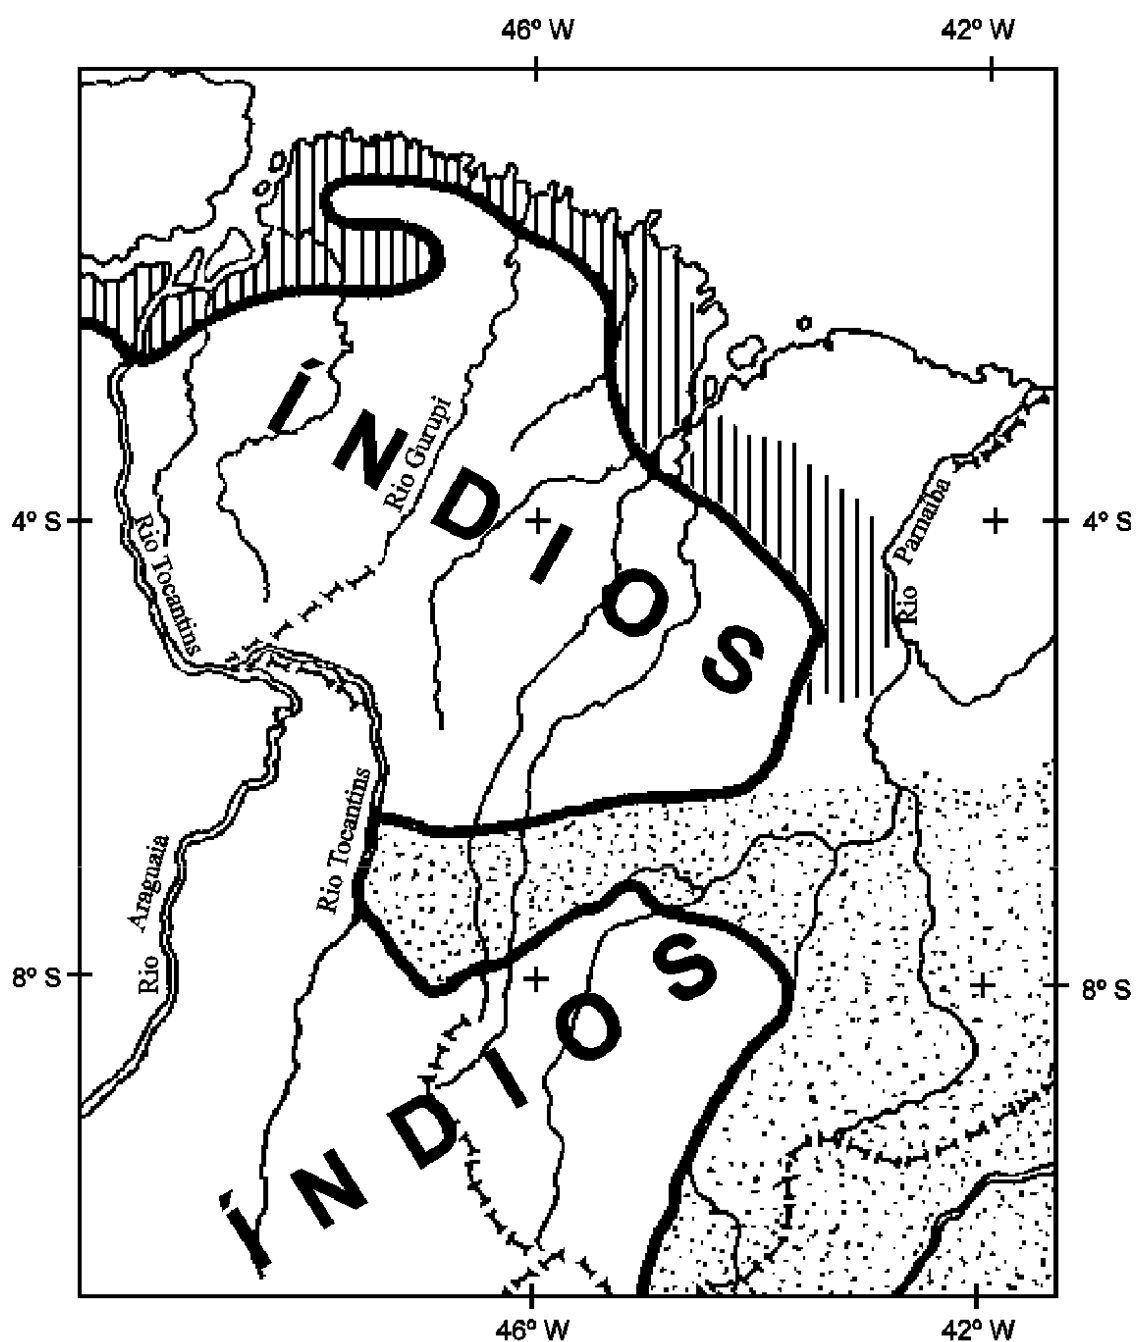 46º W
42º W
ÍNDIOS
Rio Gurupi
4º S
4º S
Rio Parnaíba
Rio Tocantins
Rio Tocantins
Rio Aragnaia
8º S
8º S
ÍNDIOS
46º W
42º W